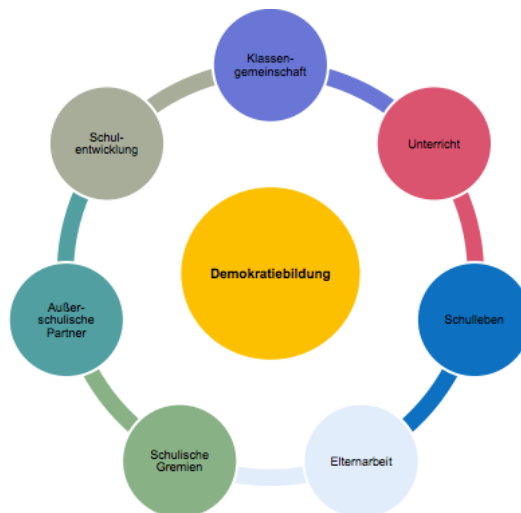 Klassen-
gemeinschaft
Unterricht
Schulleben
Elternarbeit
Schulische
Gremien
Außer-
schulische
Partner
Schul-
entwicklung
Demokratiebildung